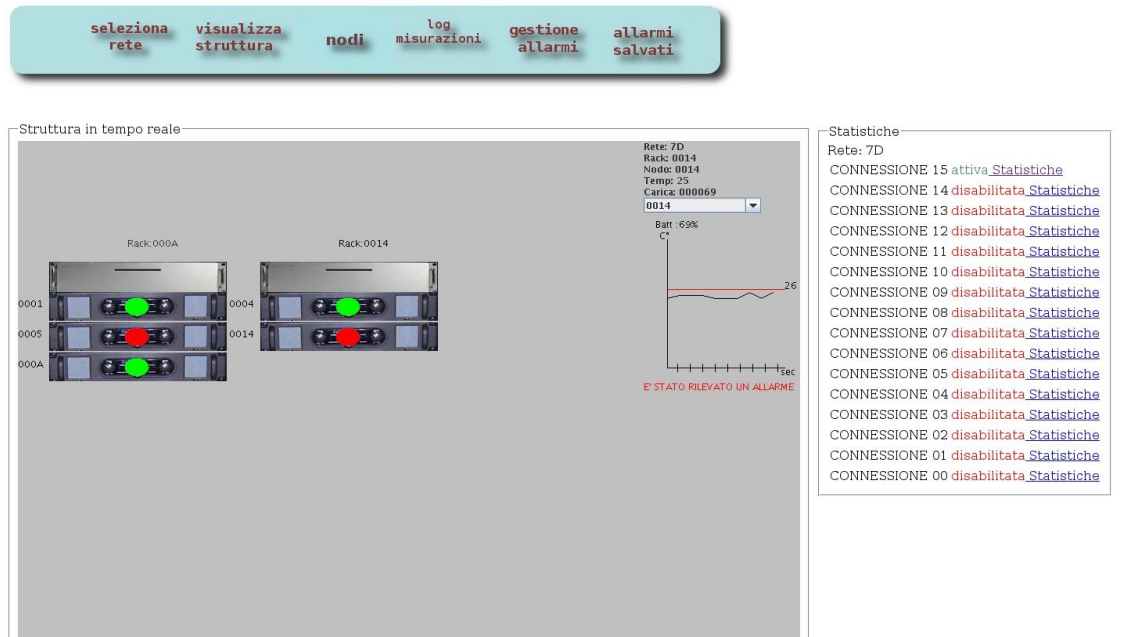 seleziona
rete
visualizza
struttura
nodi
log
misurazioni
gestione
allarmi
allarmi
salvati
Struttura in tempo reale
Rete: 7D
Rack: 0014
Nodo: 0014
Temp: 25
Carica: 000069
0014
Batt :69%
C°
26
sec
E' STATO RILEVATO UN ALLARME
Rack:000A
0001
0005
000A
Rack:0014
0004
0014
Statistiche
Rete: 7D
CONNESSIONE 15 attiva Statistiche
CONNESSIONE 14 disabilitata Statistiche
CONNESSIONE 13 disabilitata Statistiche
CONNESSIONE 12 disabilitata Statistiche
CONNESSIONE 11 disabilitata Statistiche
CONNESSIONE 10 disabilitata Statistiche
CONNESSIONE 09 disabilitata Statistiche
CONNESSIONE 08 disabilitata Statistiche
CONNESSIONE 07 disabilitata Statistiche
CONNESSIONE 06 disabilitata Statistiche
CONNESSIONE 05 disabilitata Statistiche
CONNESSIONE 04 disabilitata Statistiche
CONNESSIONE 03 disabilitata Statistiche
CONNESSIONE 02 disabilitata Statistiche
CONNESSIONE 01 disabilitata Statistiche
CONNESSIONE 00 disabilitata Statistiche